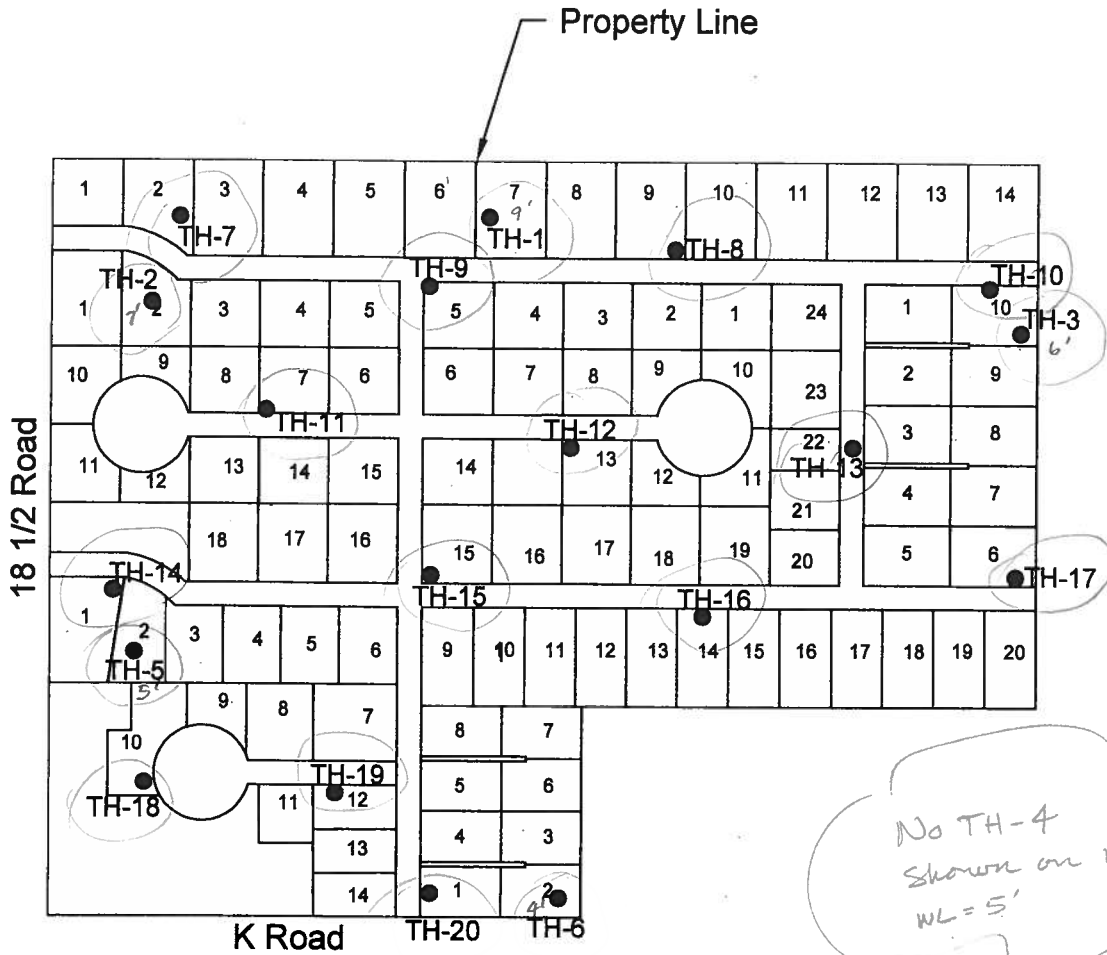 Property Line
1 2 3 4 5 6 7 8 9 10 11 12 13 14
9'
TH-7 TH-1 TH-8
TH-2 TH-9 TH-10
1 2 3 4 5 5 4 3 2 1 24 1 10
7'
TH-3
6'
10 9 8 7 6 6 7 8 9 10 23 2 9
TH-11 TH-12
18 1/2 Road
11 12 13 14 15 14 13 12 11 22 3 8
TH-13
21 4 7
18 17 16 15 16 17 18 19 20 5 6
TH-14 TH-15 TH-16 TH-17
1 2 3 4 5 6 9 10 11 12 13 14 15 16 17 18 19 20
TH-5
5'
10 9 8 7 8 7
TH-18 TH-19
11 12 5 6
13 4 3
14 1 2
4'
TH-20 TH-6
K Road
No TH-4
Shown on
WL = 5'